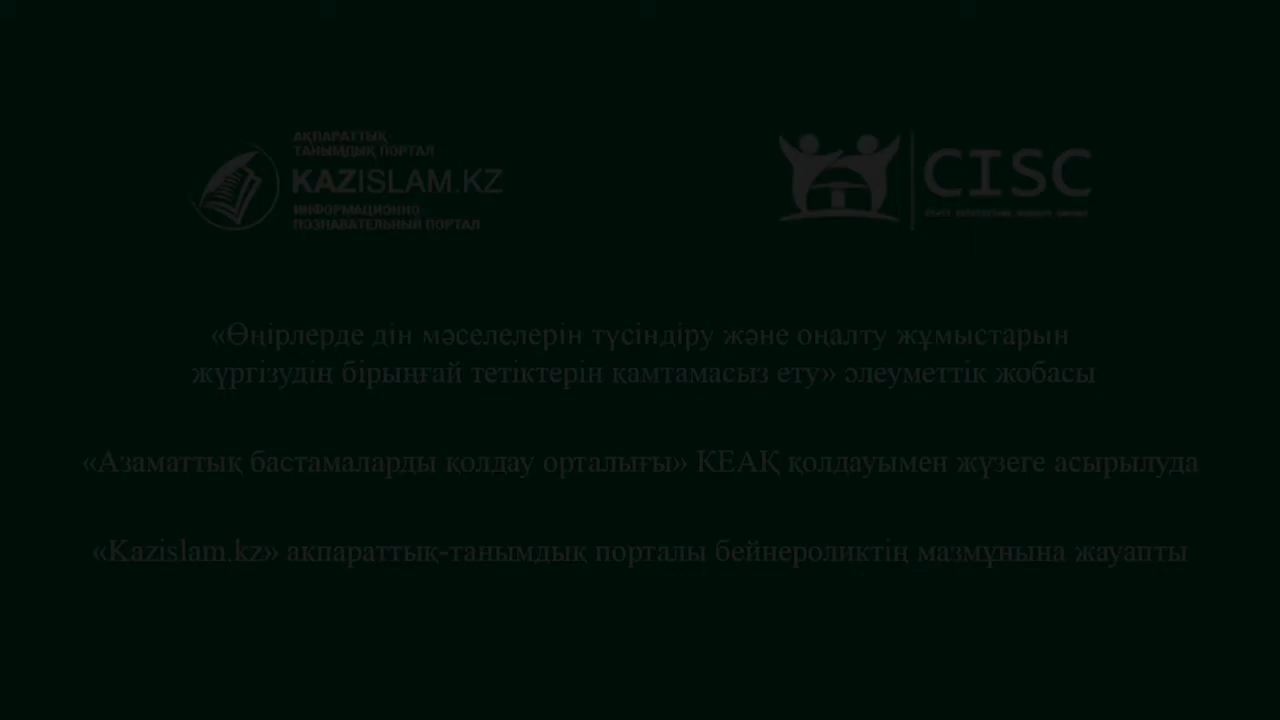 АҚПАРАТТЫҚ
ТАНЫМДЫҚ ПОРТАЛ
KAZISLAM.KZ
ИНФОРМАЦИОННО
ПОЗНАВАТЕЛЬНЫЙ ПОРТАЛ
CISC
«Өңірлерде дін мәселелерін түсіндіру және оңалту жұмыстарын
жүргізудің бірыңғай тетіктерін қамтамасыз ету» әлеуметтік жобасы
«Азаматтық бастамаларды қолдау орталығы» КЕАҚ қолдауымен жүзеге асырылуда
«Kazislam.kz» ақпараттық-танымдық порталы бейнероликтің мазмұнына жауапты